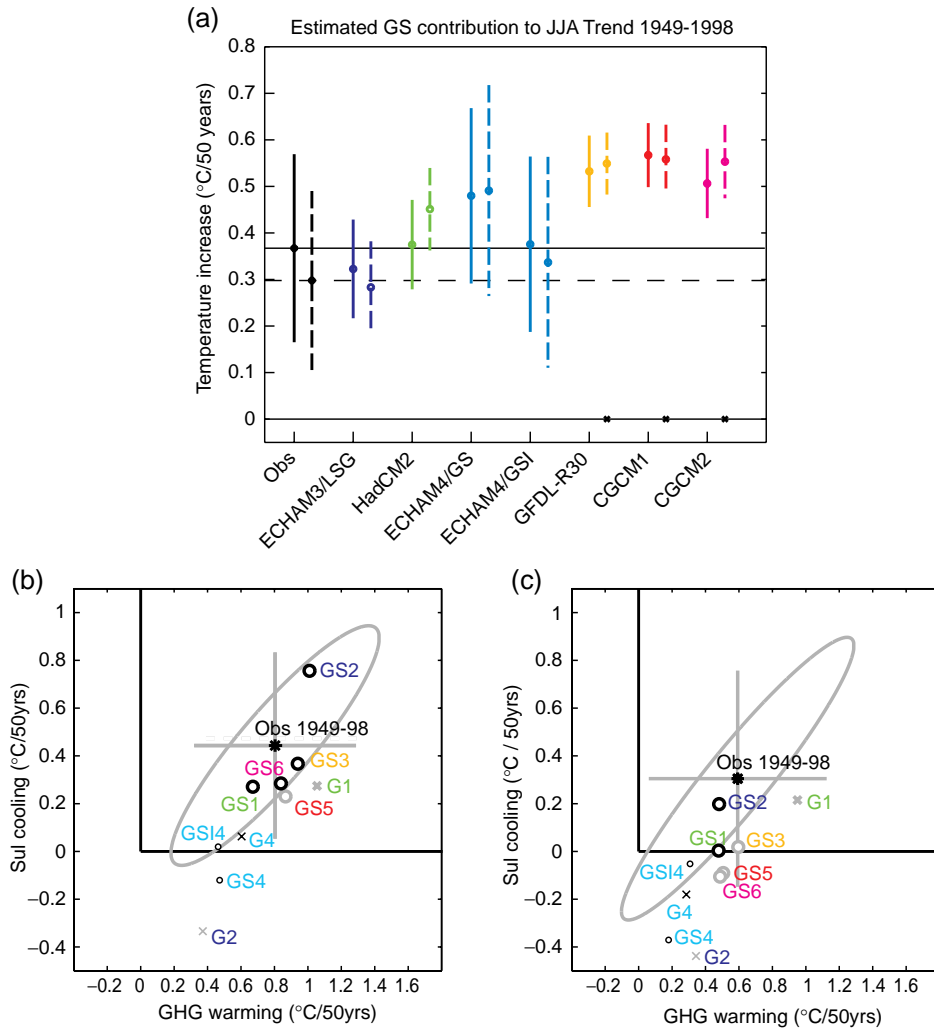 (a)
Estimated GS contribution to JJA Trend 1949-1998
Temperature increase (°C/50 years)
0.8
0.7
0.6
0.5
0.4
0.3
0.2
0.1
0
Obs
ECHAM3/LSG
HadCM2
ECHAM4/GS
ECHAM4/GSI
GFDL-R30
CGCM1
CGCM2
(b)
Sul cooling (°C/50yrs)
1
0.8
0.6
0.4
0.2
0
−0.2
−0.4
GS2
Obs 1949-98
GS6
GS3
GS1
G1
GS5
GSI4
G4
GS4
G2
−0.4 0 0.2 0.4 0.6 0.8 1 1.2 1.4 1.6
GHG warming (°C/50yrs)
(c)
Sul cooling (°C / 50yrs)
1
0.8
0.6
0.4
0.2
0
−0.2
−0.4
Obs 1949-98
GS2
G1
GS1
GS3
GSI4
GS5
GS6
G4
GS4
G2
−0.4 0 0.2 0.4 0.6 0.8 1 1.2 1.4 1.6
GHG warming (°C/50yrs)